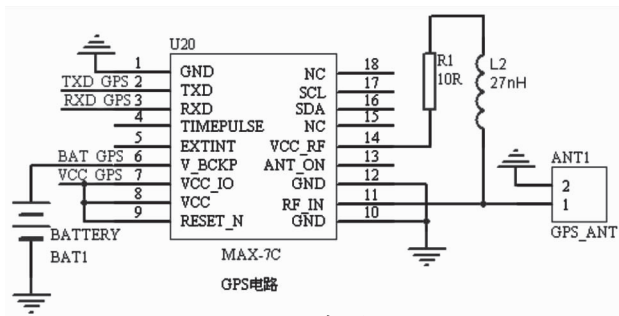 U20
1 GND
TXD GPS 2 TXD
RXD GPS 3 RXD
4 TIMEPULSE
5 EXTINT
BAT GPS 6 V_BCKP
VCC GPS 7 VCC_IO
8 VCC
9 RESET_N
NC 18
SCL 17
SDA 16
NC 15
VCC_RF 14
ANT_ON 13
GND 12
RF_IN 11
GND 10
R1
10R
L2
27nH
ANT1
2
1
GPS_ANT
BATTERY
BAT1
MAX-7C
GPS电路